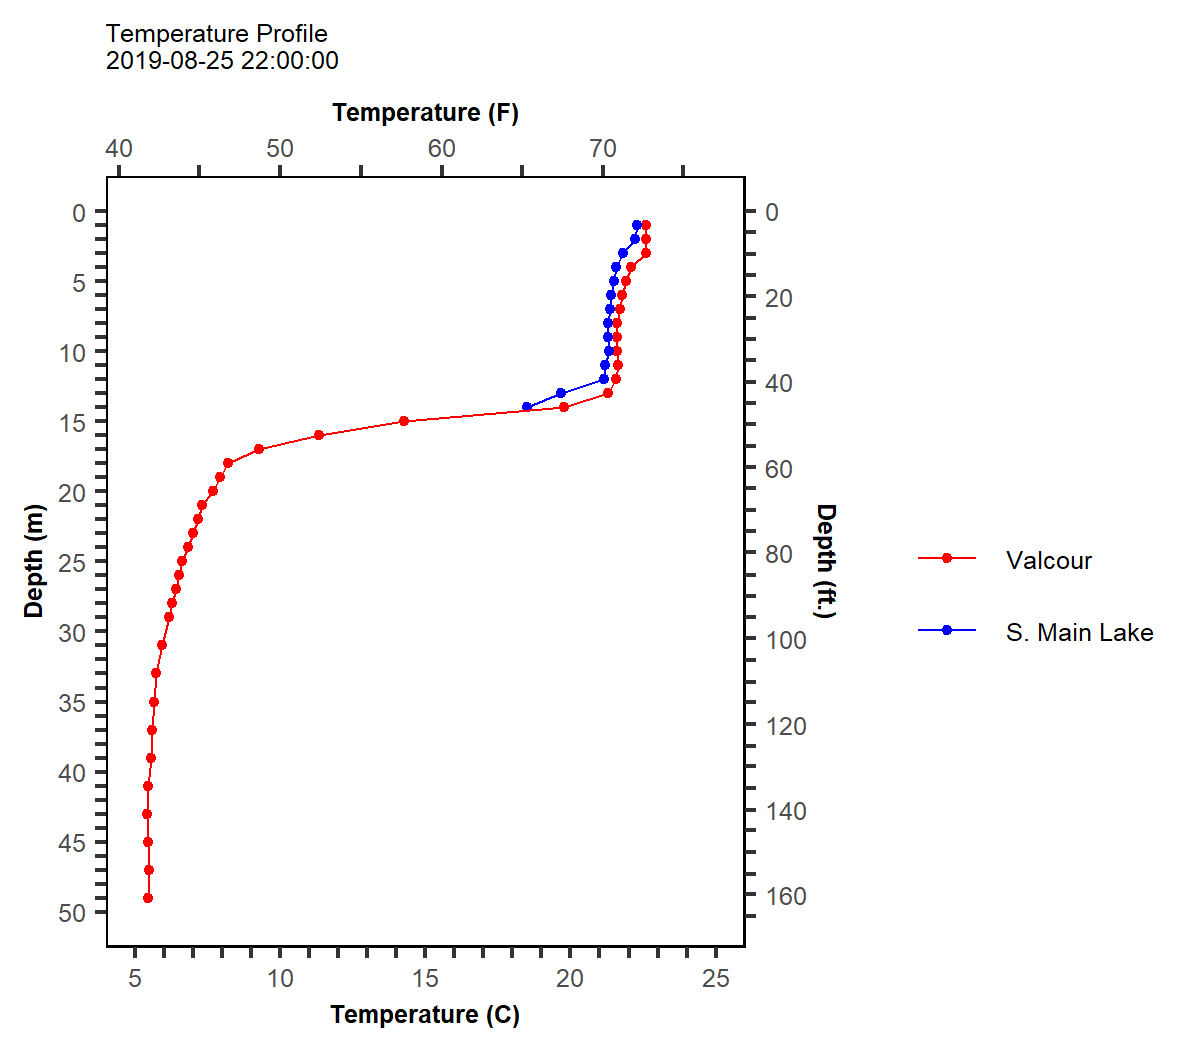 Temperature Profile
2019-08-25 22:00:00
Temperature (F)
40 50 60 70
0
5
10
15
20
25
30
35
40
45
50
Depth (m)
0
20
40
60
80
100
120
140
160
Depth (ft.)
Valcour
S. Main Lake
5 10 15 20 25
Temperature (C)